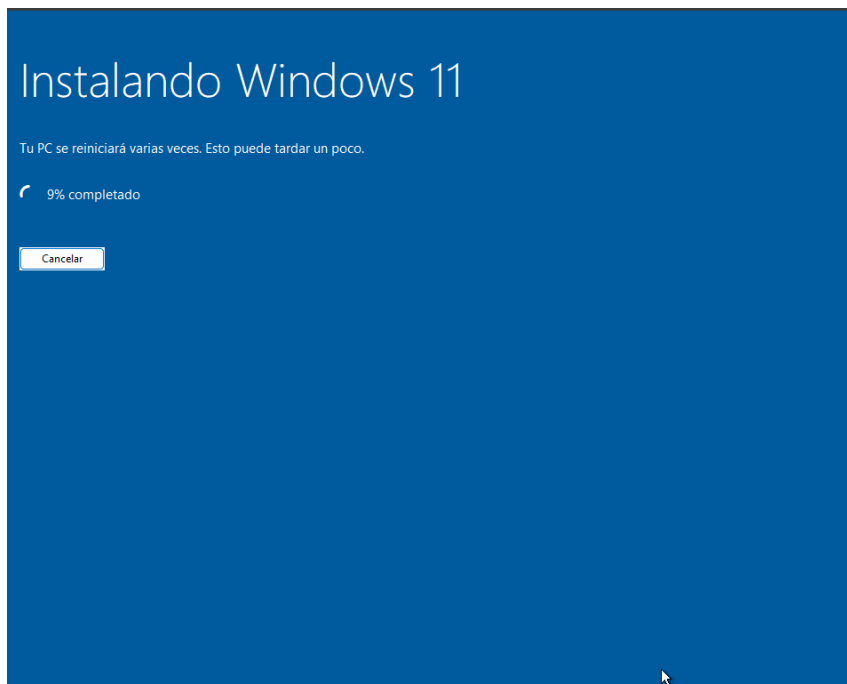 Instalando Windows 11
Tu PC se reiniciará varias veces. Esto puede tardar un poco.
9% completado
Cancelar